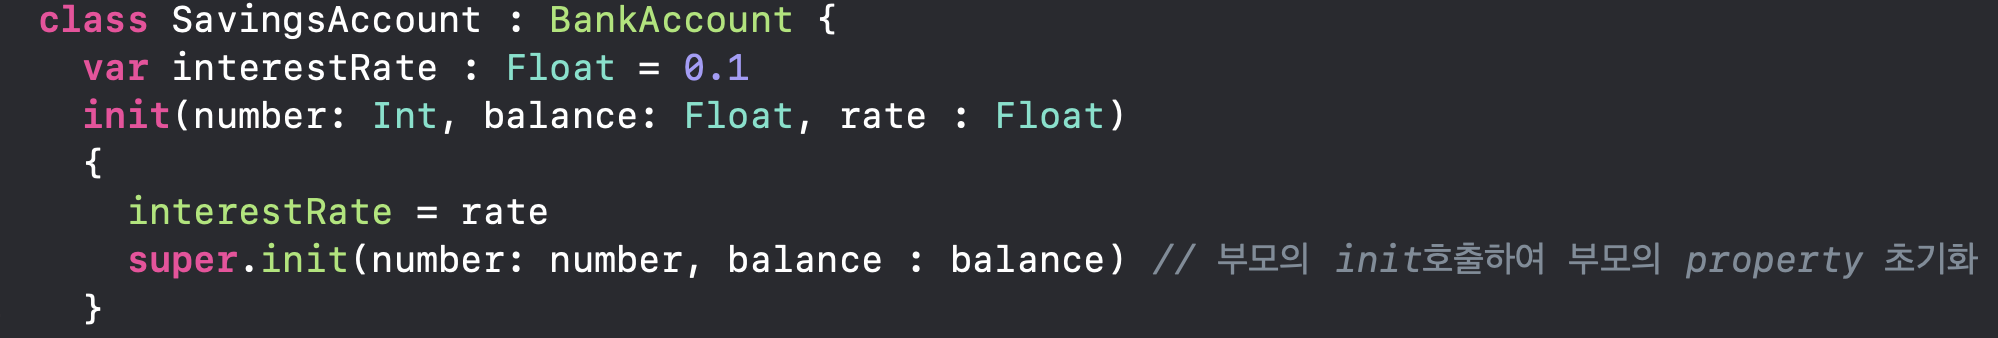 class SavingsAccount : BankAccount {
var interestRate : Float = 0.1
init(number: Int, balance: Float, rate : Float)
{
interestRate = rate
super.init(number: number, balance : balance) // 부모의 init호출하여 부모의 property 초기화
}